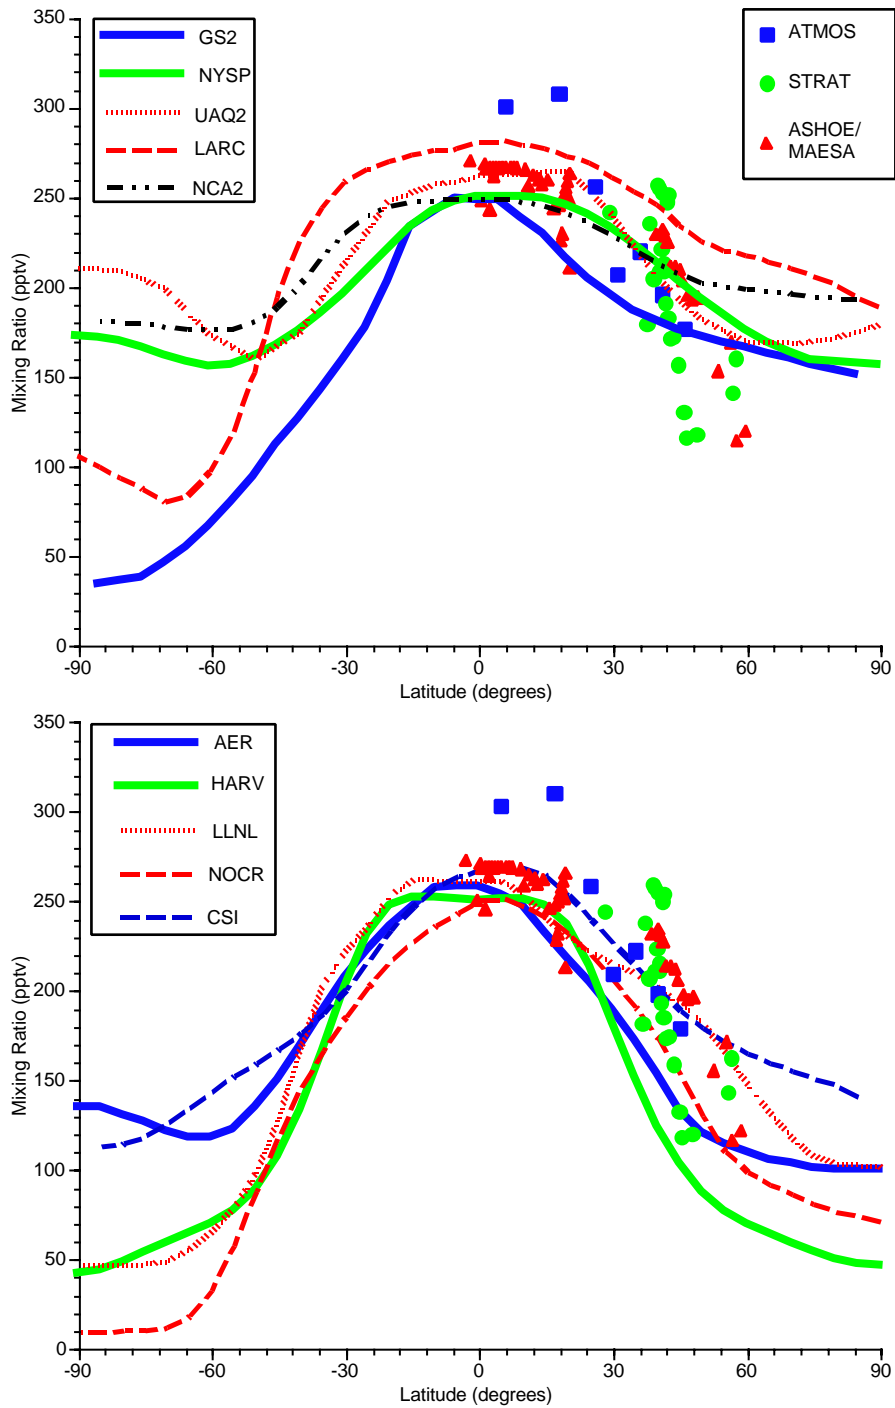 350
300
250
200
150
100
50
0
Mixing Ratio (pptv)
GS2
NYSP
UAQ2
LARC
NCA2
ATMOS
STRAT
ASHOE/
MAESA
-90 -60 -30 0 30 60 90
Latitude (degrees)
350
300
250
200
150
100
50
0
Mixing Ratio (pptv)
AER
HARV
LLNL
NOCR
CSI
-90 -60 -30 0 30 60 90
Latitude (degrees)